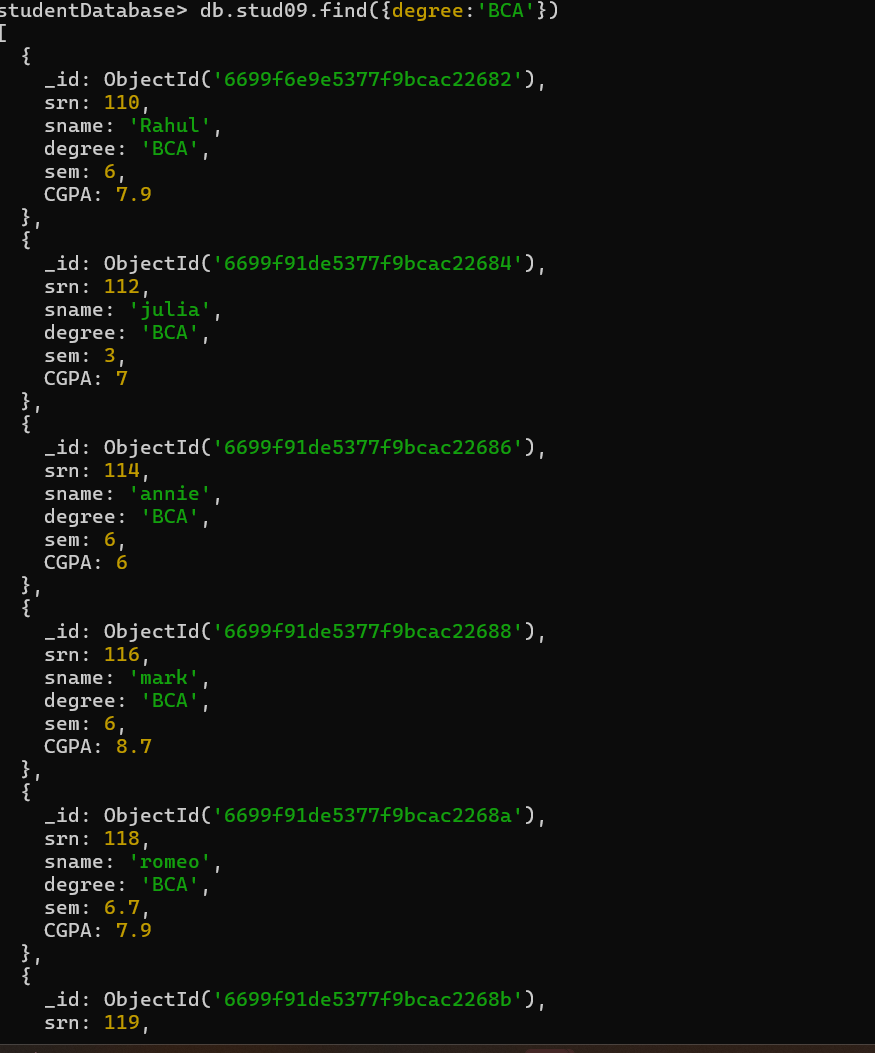 studentDatabase> db.stud09.find({degree:'BCA'})
[
  {
    _id: ObjectId('6699f6e9e5377f9bcac22682'),
    srn: 110,
    sname: 'Rahul',
    degree: 'BCA',
    sem: 6,
    CGPA: 7.9
  },
  {
    _id: ObjectId('6699f91de5377f9bcac22684'),
    srn: 112,
    sname: 'julia',
    degree: 'BCA',
    sem: 3,
    CGPA: 7
  },
  {
    _id: ObjectId('6699f91de5377f9bcac22686'),
    srn: 114,
    sname: 'annie',
    degree: 'BCA',
    sem: 6,
    CGPA: 6
  },
  {
    _id: ObjectId('6699f91de5377f9bcac22688'),
    srn: 116,
    sname: 'mark',
    degree: 'BCA',
    sem: 6,
    CGPA: 8.7
  },
  {
    _id: ObjectId('6699f91de5377f9bcac2268a'),
    srn: 118,
    sname: 'romeo',
    degree: 'BCA',
    sem: 6.7,
    CGPA: 7.9
  },
  {
    _id: ObjectId('6699f91de5377f9bcac2268b'),
    srn: 119,